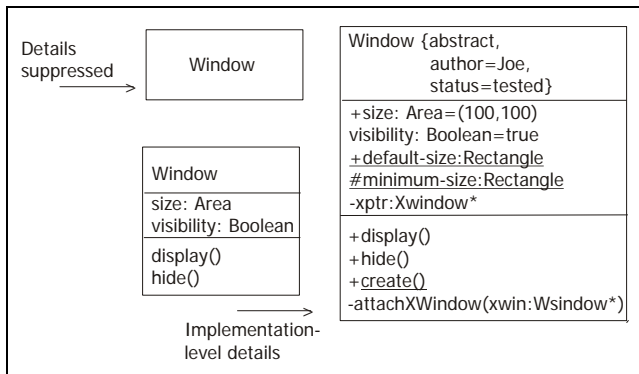 Details
suppressed
Window
Window
size: Area
visibility: Boolean
display()
hide()
Implementation-
level details
Window {abstract,
author=Joe,
status=tested}
+size: Area=(100,100)
visibility: Boolean=true
+default-size:Rectangle
#minimum-size:Rectangle
-xptr:Xwindow*
+display()
+hide()
+create()
-attachXWindow(xwin:Wsindow*)